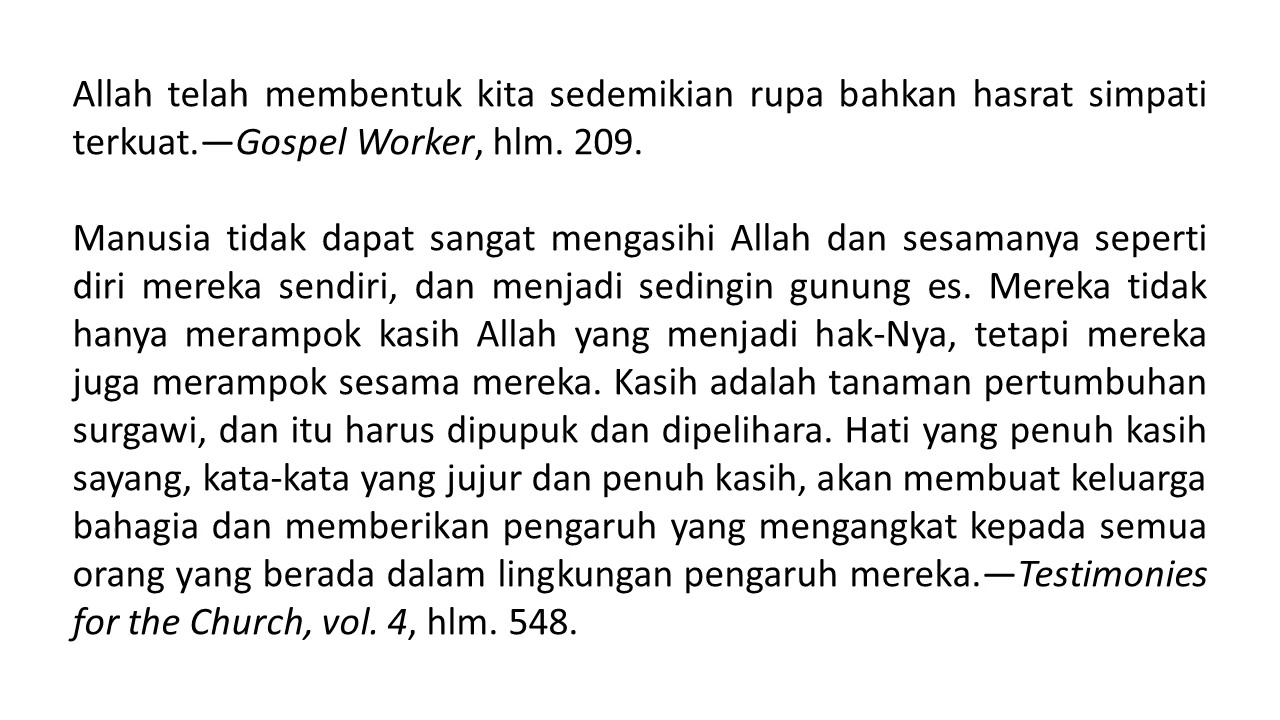 Allah telah membentuk kita sedemikian rupa bahkan hasrat simpati
terkuat.—Gospel Worker, hlm. 209.
Manusia tidak dapat sangat mengasihi Allah dan sesamanya seperti
diri mereka sendiri, dan menjadi sedingin gunung es. Mereka tidak
hanya merampok kasih Allah yang menjadi hak-Nya, tetapi mereka
juga merampok sesama mereka. Kasih adalah tanaman pertumbuhan
surgawi, dan itu harus dipupuk dan dipelihara. Hati yang penuh kasih
sayang, kata-kata yang jujur dan penuh kasih, akan membuat keluarga
bahagia dan memberikan pengaruh yang mengangkat kepada semua
orang yang berada dalam lingkungan pengaruh mereka.—Testimonies
for the Church, vol. 4, hlm. 548.